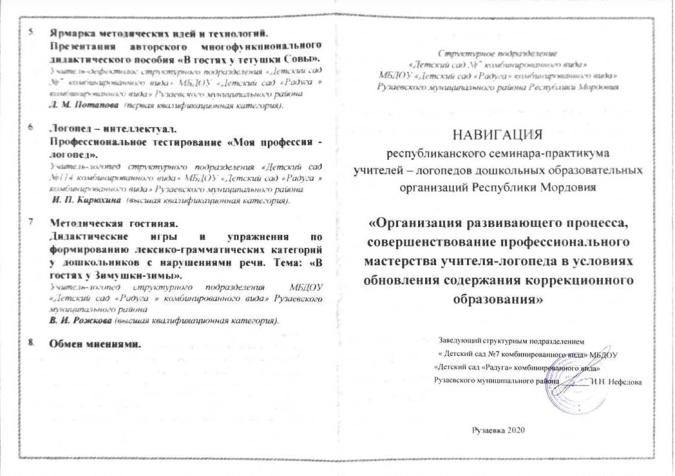 5. Ярмарка методических идей и технологий.
Презентация авторского многофункционального
дидактического пособия «В гостях у тетушки Совы».
Учитель-дефектолог структурного подразделения «Детский сад
№7 комбинированного вида» МБДОУ «Детский сад «Радуга »
комбинированного вида» Рузаевского муниципального района
Л. М. Потапова (первая квалификационная категория).
6. Логопед – интеллектуал.
Профессиональное тестирование «Моя профессия -
логопед».
Учитель-логопед структурного подразделения «Детский сад
№114 комбинированного вида» МБДОУ «Детский сад «Радуга »
комбинированного вида» Рузаевского муниципального района
И. П. Кирюхина (высшая квалификационная категория).
7 Методическая гостиная.
Дидактические игры и упражнения по
формированию лексико-грамматических категорий
у дошкольников с нарушениями речи. Тема: «В
гостях у Зимушки-зимы».
Учитель-логопед структурного подразделения МБДОУ
«Детский сад «Радуга » комбинированного вида» Рузаевского
муниципального района
В. И. Рожкова (высшая квалификационная категория).
8. Обмен мнениями.
Структурное подразделение
«Детский сад №7 комбинированного вида»
МБДОУ «Детский сад «Радуга» комбинированного вида»
Рузаевского муниципального района Республики Мордовия
НАВИГАЦИЯ
республиканского семинара-практикума
учителей – логопедов дошкольных образовательных
организаций Республики Мордовия
«Организация развивающего процесса,
совершенствование профессионального
мастерства учителя-логопеда в условиях
обновления содержания коррекционного
образования»
Заведующий структурным подразделением
« Детский сад №7 комбинированного вида» МБДОУ
«Детский сад «Радуга» комбинированного вида»
Рузаевского муниципального района И.Н Нефедова
Рузаевка 2020